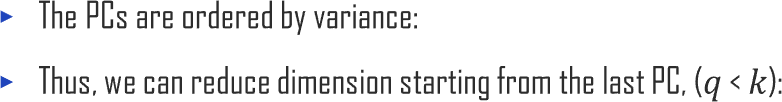 ▸ The PCs are ordered by variance:
▸ Thus, we can reduce dimension starting from the last PC, (q < k):